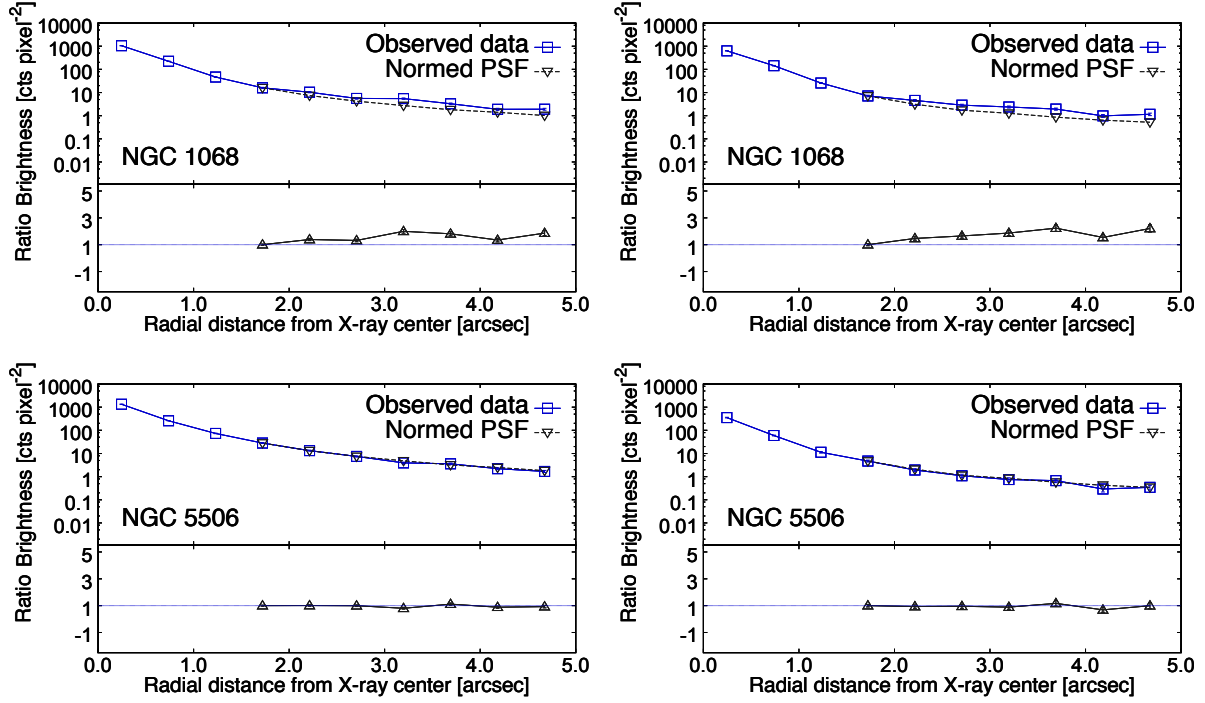 Ratio Brightness [cts pixel-2]
10000
1000
100
10
1
0.1
0.01
Observed data
Normed PSF
NGC 1068
5
3
1
-1
0.0 1.0 2.0 3.0 4.0 5.0
Radial distance from X-ray center [arcsec]
Ratio Brightness [cts pixel-2]
10000
1000
100
10
1
0.1
0.01
Observed data
Normed PSF
NGC 1068
5
3
1
-1
0.0 1.0 2.0 3.0 4.0 5.0
Radial distance from X-ray center [arcsec]
Ratio Brightness [cts pixel-2]
10000
1000
100
10
1
0.1
0.01
Observed data
Normed PSF
NGC 5506
5
3
1
-1
0.0 1.0 2.0 3.0 4.0 5.0
Radial distance from X-ray center [arcsec]
Ratio Brightness [cts pixel-2]
10000
1000
100
10
1
0.1
0.01
Observed data
Normed PSF
NGC 5506
5
3
1
-1
0.0 1.0 2.0 3.0 4.0 5.0
Radial distance from X-ray center [arcsec]